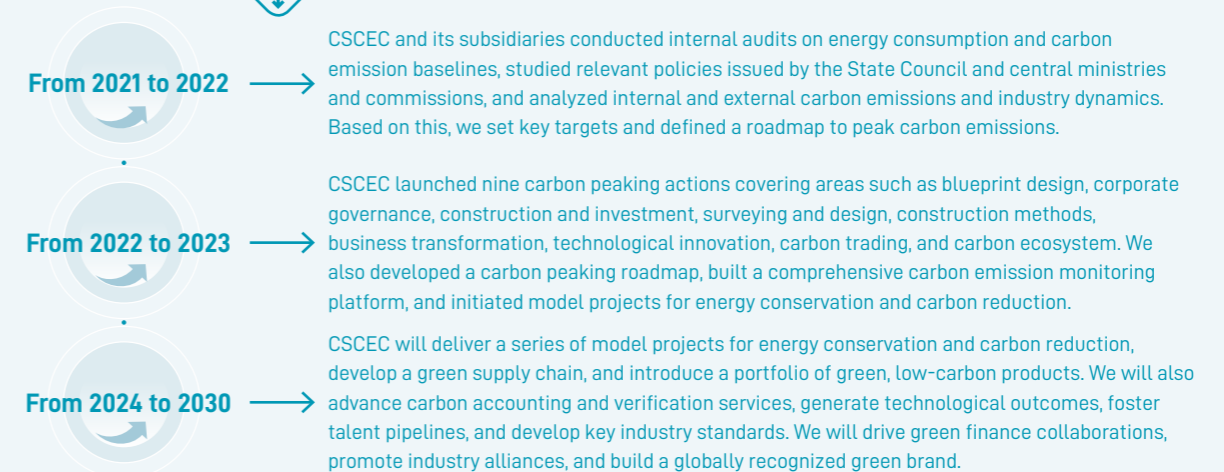 From 2021 to 2022
CSCEC and its subsidiaries conducted internal audits on energy consumption and carbon
emission baselines, studied relevant policies issued by the State Council and central ministries
and commissions, and analyzed internal and external carbon emissions and industry dynamics.
Based on this, we set key targets and defined a roadmap to peak carbon emissions.
From 2022 to 2023
CSCEC launched nine carbon peaking actions covering areas such as blueprint design, corporate
governance, construction and investment, surveying and design, construction methods,
business transformation, technological innovation, carbon trading, and carbon ecosystem. We
also developed a carbon peaking roadmap, built a comprehensive carbon emission monitoring
platform, and initiated model projects for energy conservation and carbon reduction.
From 2024 to 2030
CSCEC will deliver a series of model projects for energy conservation and carbon reduction,
develop a green supply chain, and introduce a portfolio of green, low-carbon products. We will also
advance carbon accounting and verification services, generate technological outcomes, foster
talent pipelines, and develop key industry standards. We will drive green finance collaborations,
promote industry alliances, and build a globally recognized green brand.